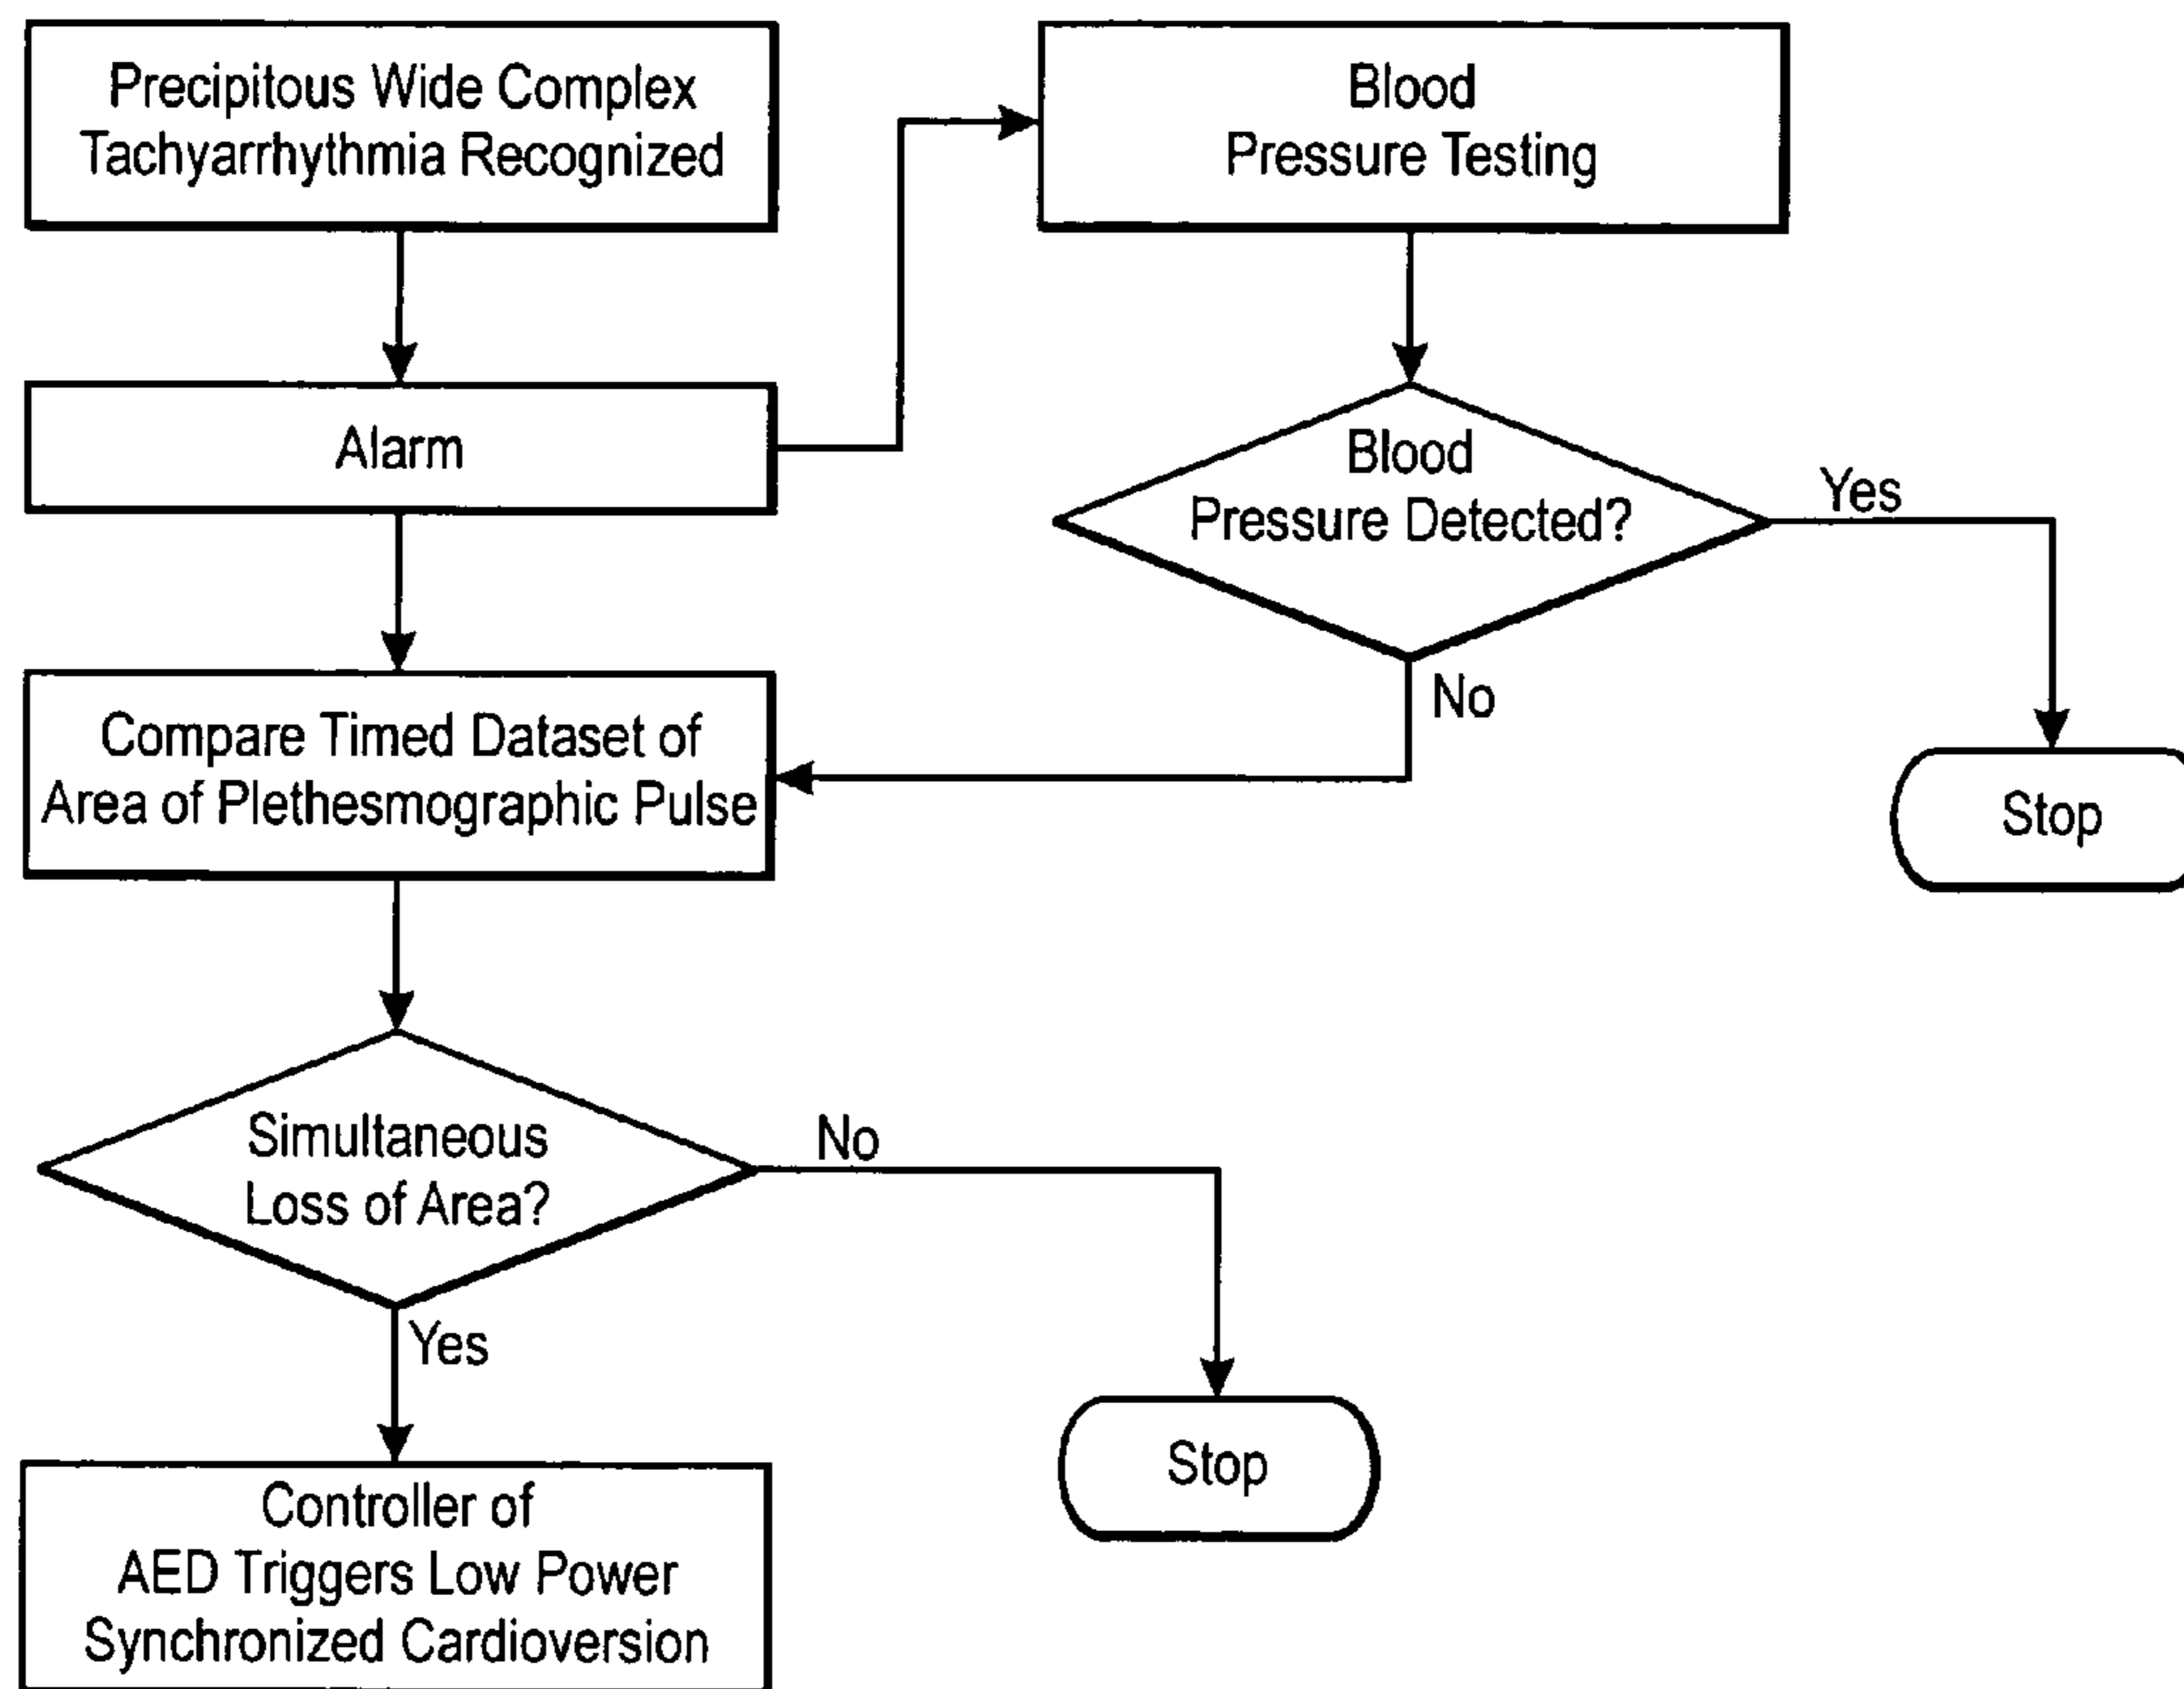 Precipitous Wide Complex
Tachyarrhythmia Recognized
Blood
Pressure Testing
Alarm
Blood
Pressure Detected?
Yes
No
Compare Timed Dataset of
Area of Plethesmographic Pulse
Stop
Simultaneous
Loss of Area?
No
Yes
Stop
Controller of
AED Triggers Low Power
Synchronized Cardioversion